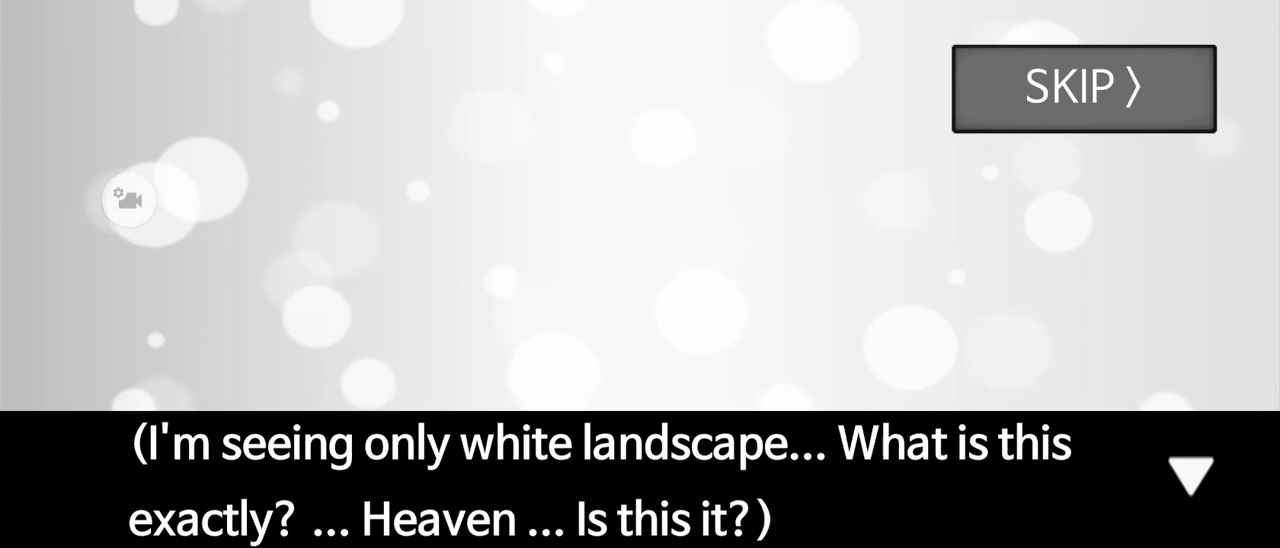 SKIP 〉
(I'm seeing only white landscape... What is this
exactly? ... Heaven ... Is this it?)